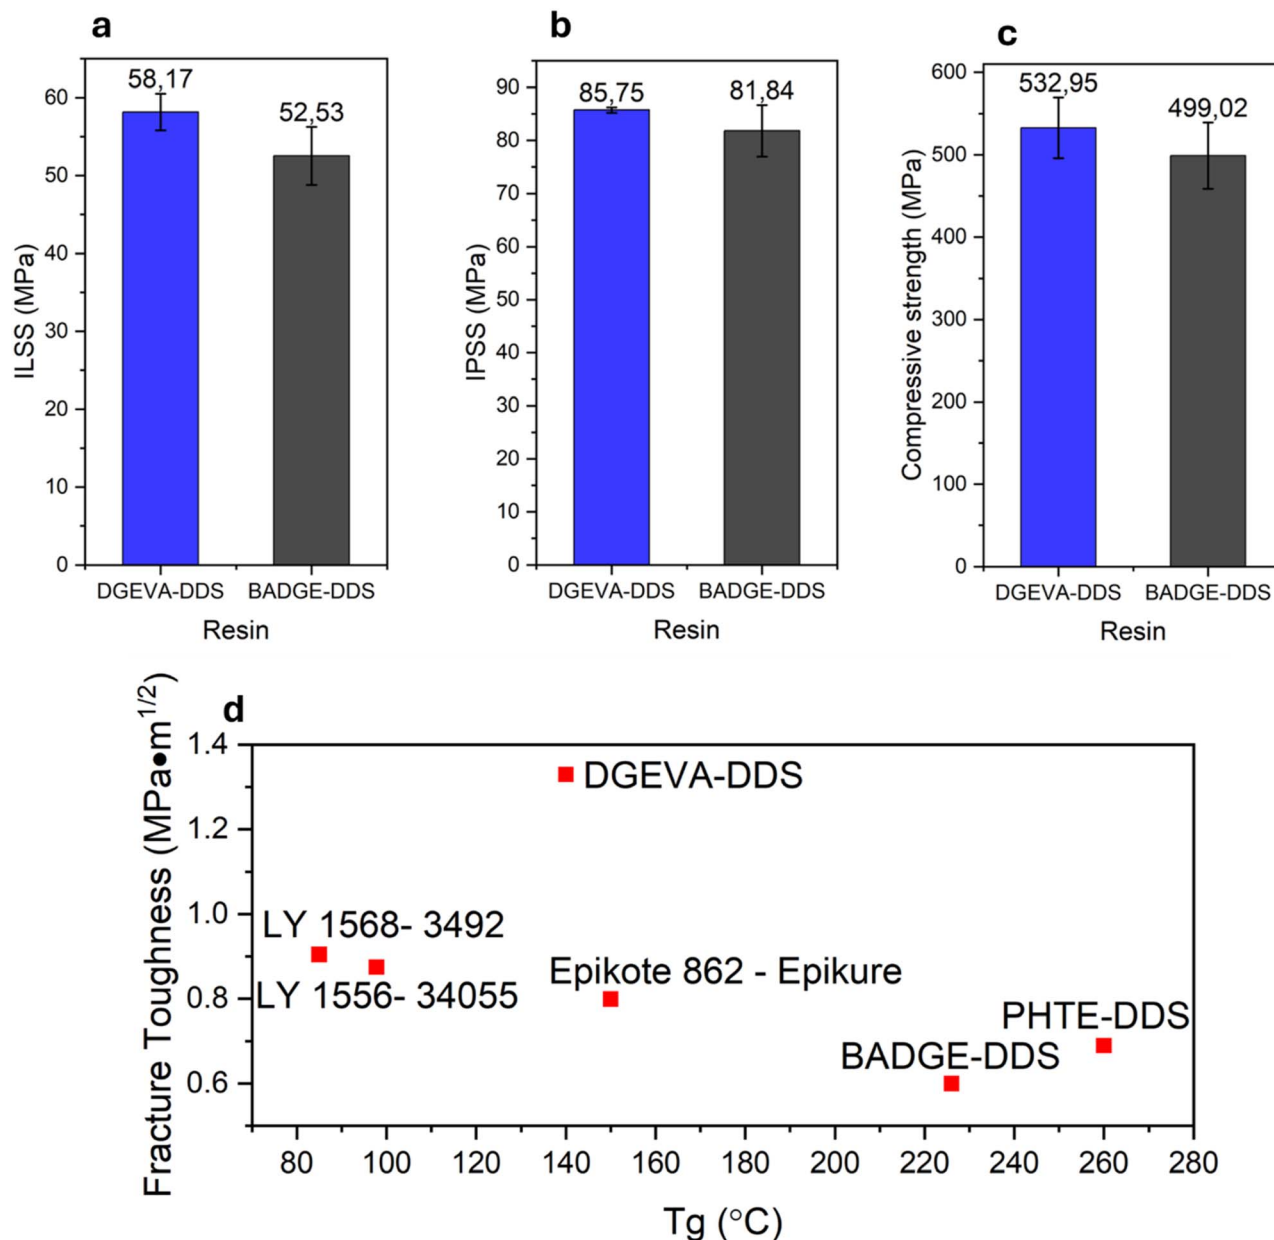 a
58,17
52,53
60
50
40
30
20
10
0
ILSS (MPa)
DGEVA-DDS BADGE-DDS
Resin
b
85,75
81,84
90
80
70
60
50
40
30
20
10
0
IPSS (MPa)
DGEVA-DDS BADGE-DDS
Resin
c
532,95
499,02
600
500
400
300
200
100
0
Compressive strength (MPa)
DGEVA-DDS BADGE-DDS
Resin
d
Fracture Toughness (MPa●m^1/2)
1.4
1.2
1.0
0.8
0.6
DGEVA-DDS
LY 1568- 3492
LY 1556- 34055
Epikote 862 - Epikure
PHTE-DDS
BADGE-DDS
80 100 120 140 160 180 200 220 240 260 280
Tg (°C)